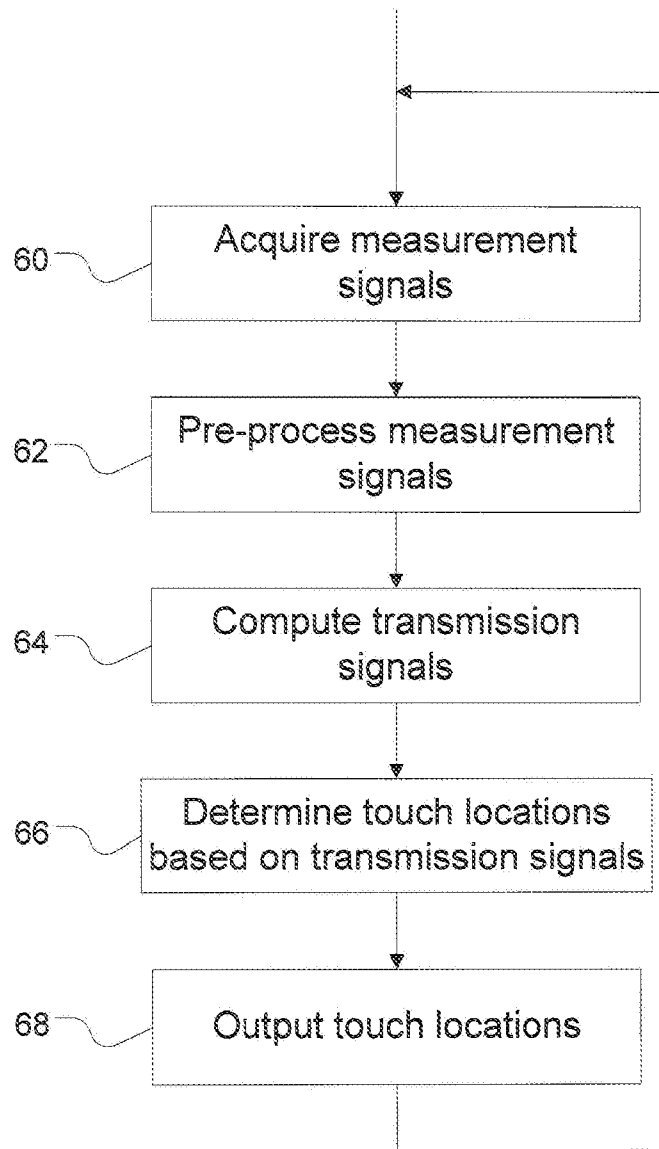 60
Acquire measurement
signals
62
Pre-process measurement
signals
64
Compute transmission
signals
66
Determine touch locations
based on transmission signals
68
Output touch locations